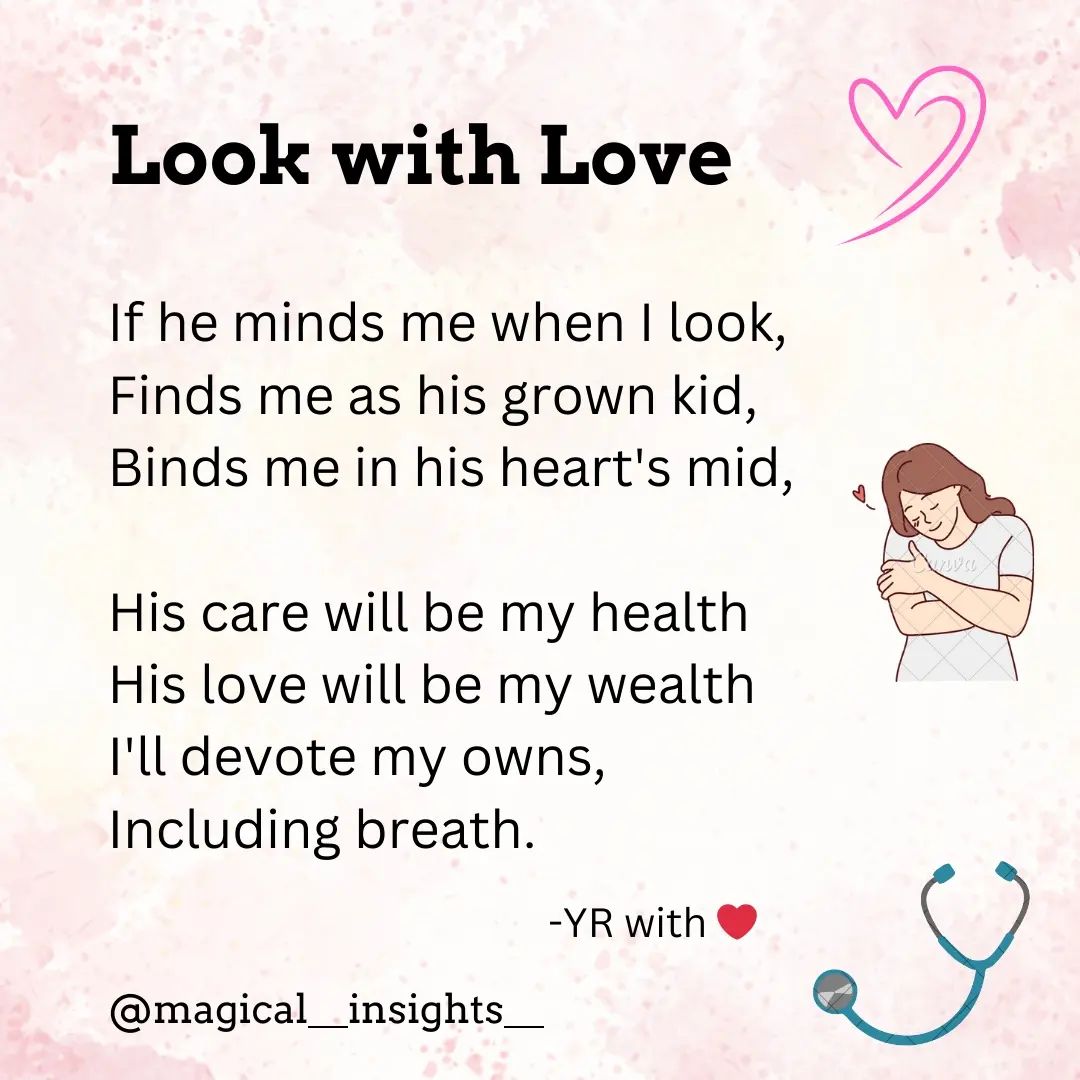 Look with Love
If he minds me when I look,
Finds me as his grown kid,
Binds me in his heart's mid,
Canva
His care will be my health
His love will be my wealth
I'll devote my owns,
Including breath.
-YR with ❤️
@magical__insights__